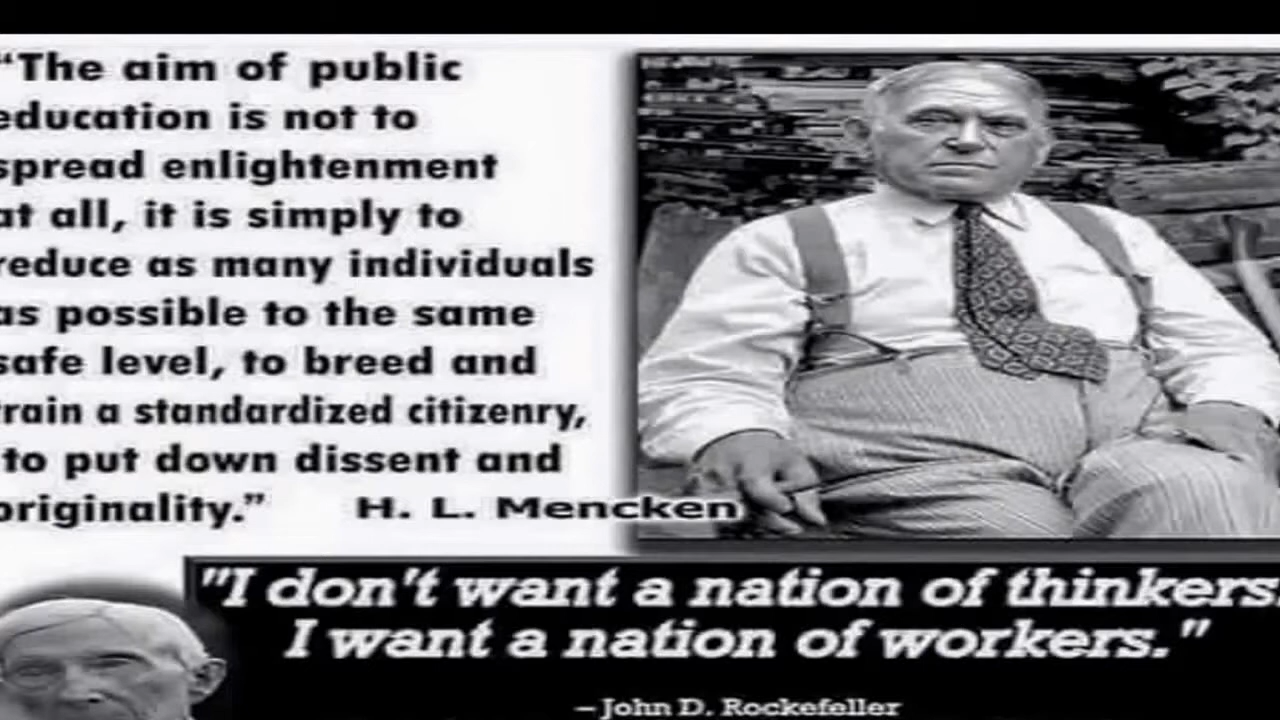 “The aim of public
education is not to
spread enlightenment
at all, it is simply to
reduce as many individuals
as possible to the same
safe level, to breed and
train a standardized citizenry,
to put down dissent and
originality.” H. L. Mencken
"I don't want a nation of thinkers.
I want a nation of workers."
– John D. Rockefeller